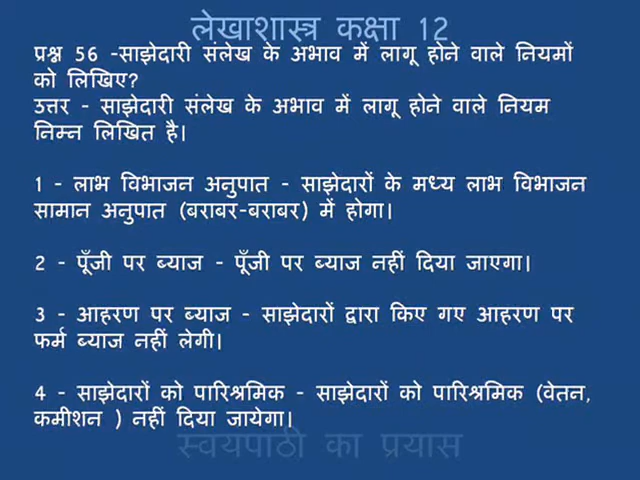 लेखाशास्त्र कक्षा 12
प्रश्न 56 -साझेदारी संलेख के अभाव में लागू होने वाले नियमों
को लिखिए?
उत्तर - साझेदारी संलेख के अभाव में लागू होने वाले नियम
निम्न लिखित है।
1 - लाभ विभाजन अनुपात - साझेदारों के मध्य लाभ विभाजन
सामान अनुपात (बराबर-बराबर) में होगा।
2 - पूँजी पर ब्याज - पूँजी पर ब्याज नहीं दिया जाएगा।
3 - आहरण पर ब्याज - साझेदारों द्वारा किए गए आहरण पर
फर्म ब्याज नहीं लेगी।
4 - साझेदारों को पारिश्रमिक - साझेदारों को पारिश्रमिक (वेतन,
कमीशन ) नहीं दिया जायेगा।
स्वयपाठी का प्रयास